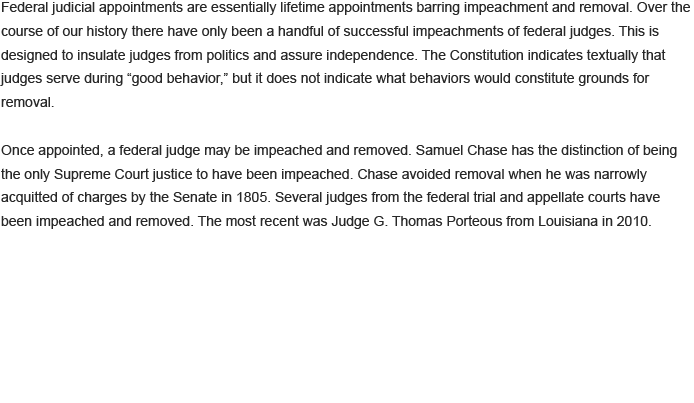 Federal judicial appointments are essentially lifetime appointments barring impeachment and removal. Over the
course of our history there have only been a handful of successful impeachments of federal judges. This is
designed to insulate judges from politics and assure independence. The Constitution indicates textually that
judges serve during “good behavior,” but it does not indicate what behaviors would constitute grounds for
removal.

Once appointed, a federal judge may be impeached and removed. Samuel Chase has the distinction of being
the only Supreme Court justice to have been impeached. Chase avoided removal when he was narrowly
acquitted of charges by the Senate in 1805. Several judges from the federal trial and appellate courts have
been impeached and removed. The most recent was Judge G. Thomas Porteous from Louisiana in 2010.